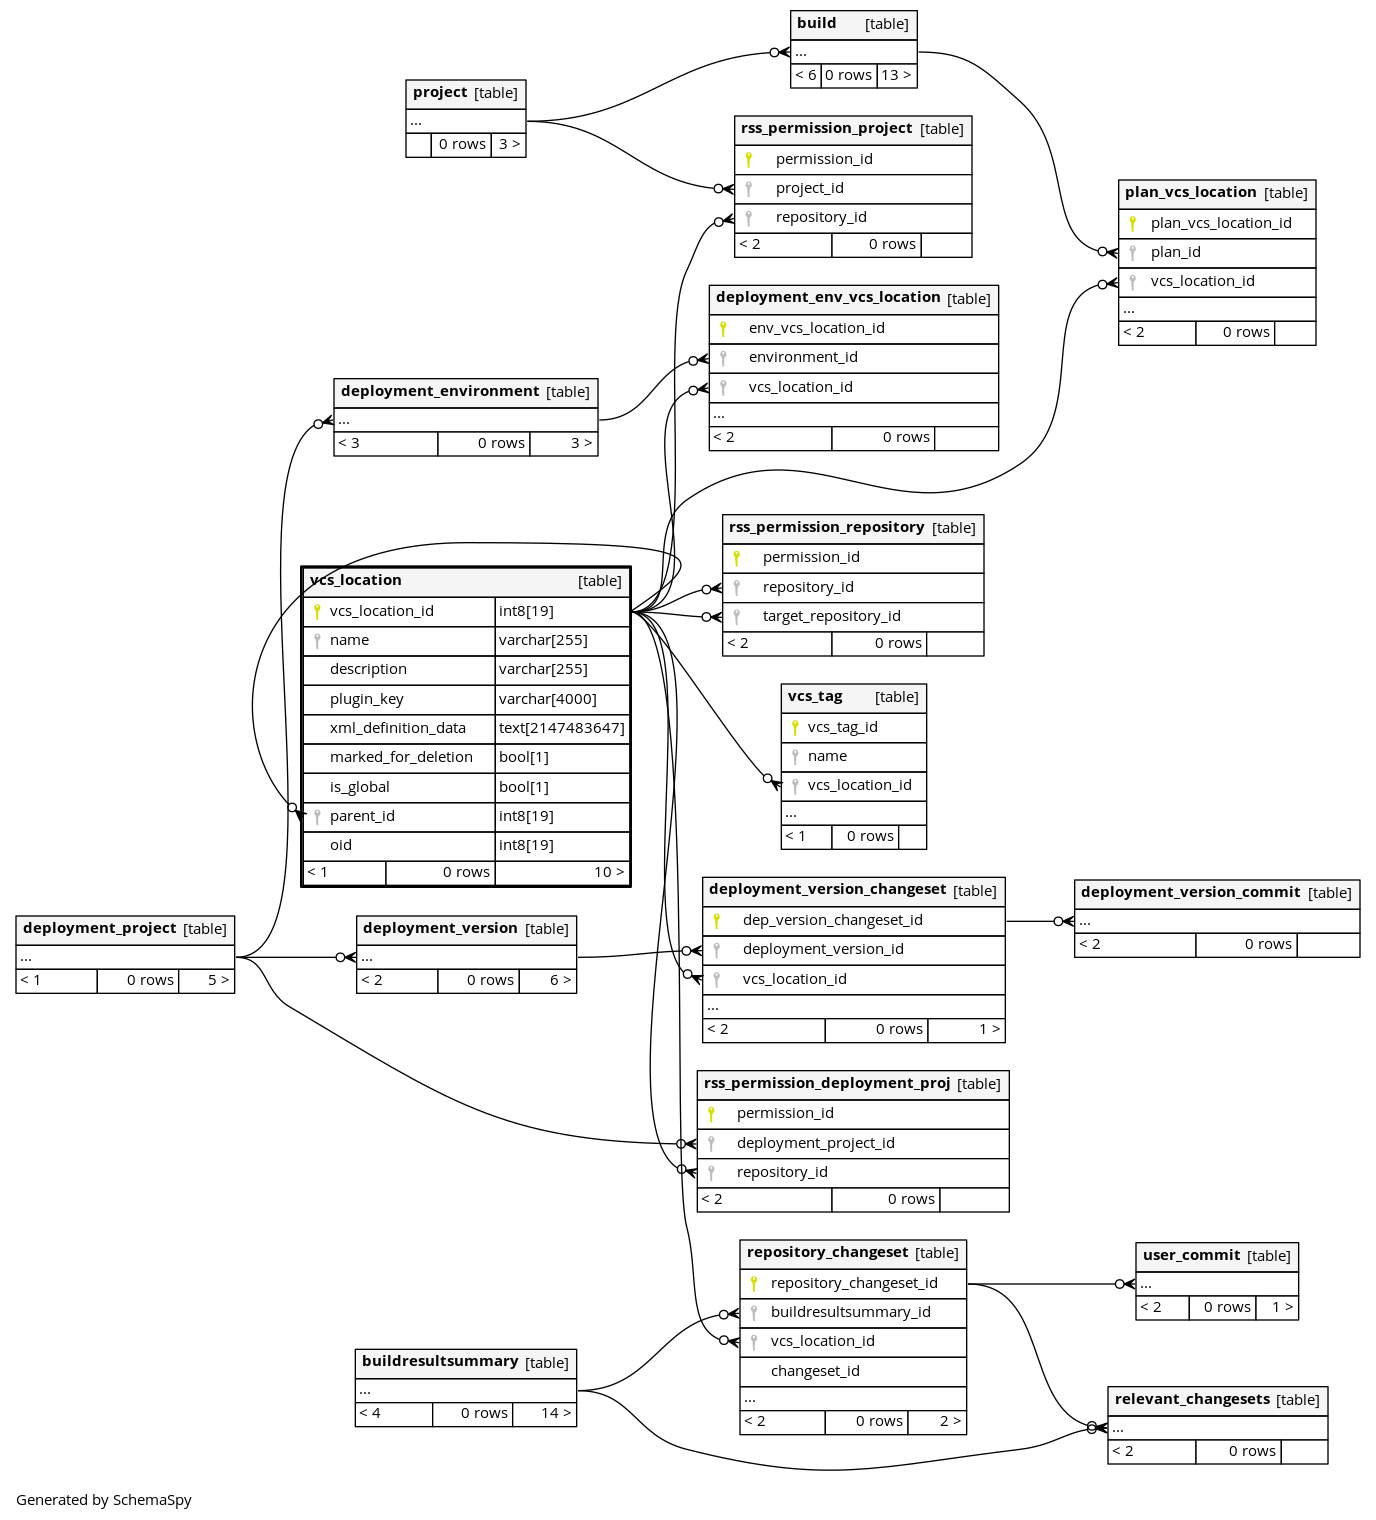 build [table]
...
< 6 0 rows 13 >
project [table]
...
0 rows 3 >
rss_permission_project [table]
permission_id
project_id
repository_id
< 2 0 rows
plan_vcs_location [table]
plan_vcs_location_id
plan_id
vcs_location_id
...
< 2 0 rows
deployment_env_vcs_location [table]
env_vcs_location_id
environment_id
vcs_location_id
...
< 2 0 rows
deployment_environment [table]
...
< 3 0 rows 3 >
rss_permission_repository [table]
permission_id
repository_id
target_repository_id
< 2 0 rows
vcs_location [table]
vcs_location_id int8[19]
name varchar[255]
description varchar[255]
plugin_key varchar[4000]
xml_definition_data text[2147483647]
marked_for_deletion bool[1]
is_global bool[1]
parent_id int8[19]
oid int8[19]
< 1 0 rows 10 >
vcs_tag [table]
vcs_tag_id
name
vcs_location_id
...
< 1 0 rows
deployment_version_changeset [table]
dep_version_changeset_id
deployment_version_id
vcs_location_id
...
< 2 0 rows 1 >
deployment_version_commit [table]
...
< 2 0 rows
deployment_project [table]
...
< 1 0 rows 5 >
deployment_version [table]
...
< 2 0 rows 6 >
rss_permission_deployment_proj [table]
permission_id
deployment_project_id
repository_id
< 2 0 rows
repository_changeset [table]
repository_changeset_id
buildresultsummary_id
vcs_location_id
changeset_id
...
< 2 0 rows 2 >
user_commit [table]
...
< 2 0 rows 1 >
buildresultsummary [table]
...
< 4 0 rows 14 >
relevant_changesets [table]
...
< 2 0 rows
Generated by SchemaSpy